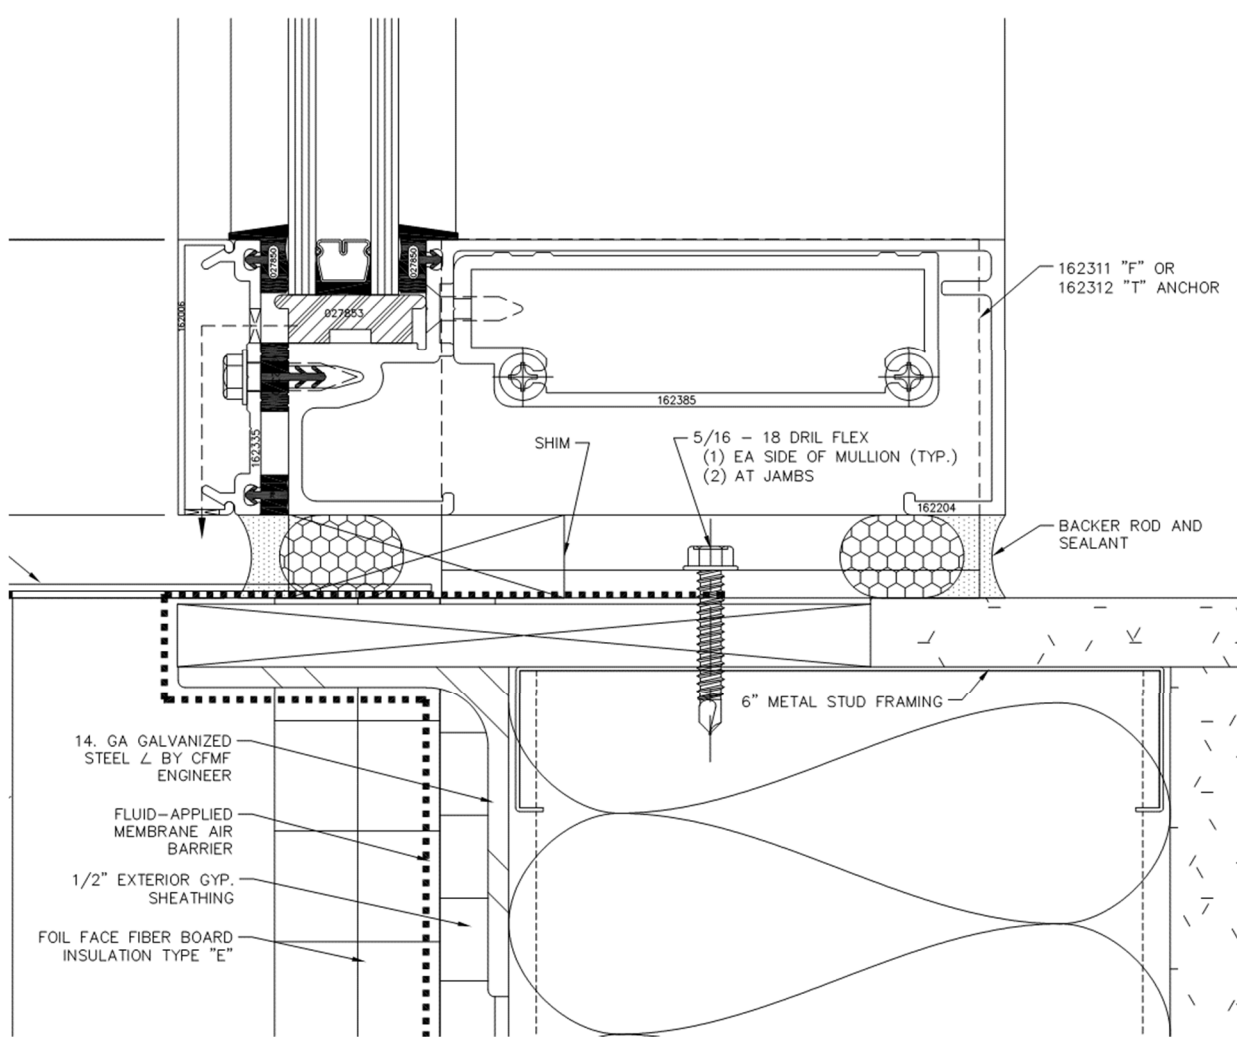 027850
027850
162006
027853
162311 "F" OR
162312 "T" ANCHOR
162385
162335
SHIM
5/16 - 18 DRIL FLEX
(1) EA SIDE OF MULLION (TYP.)
(2) AT JAMBS
162204
BACKER ROD AND
SEALANT
6" METAL STUD FRAMING
14. GA GALVANIZED
STEEL ∠ BY CFMF
ENGINEER
FLUID-APPLIED
MEMBRANE AIR
BARRIER
1/2" EXTERIOR GYP.
SHEATHING
FOIL FACE FIBER BOARD
INSULATION TYPE "E"